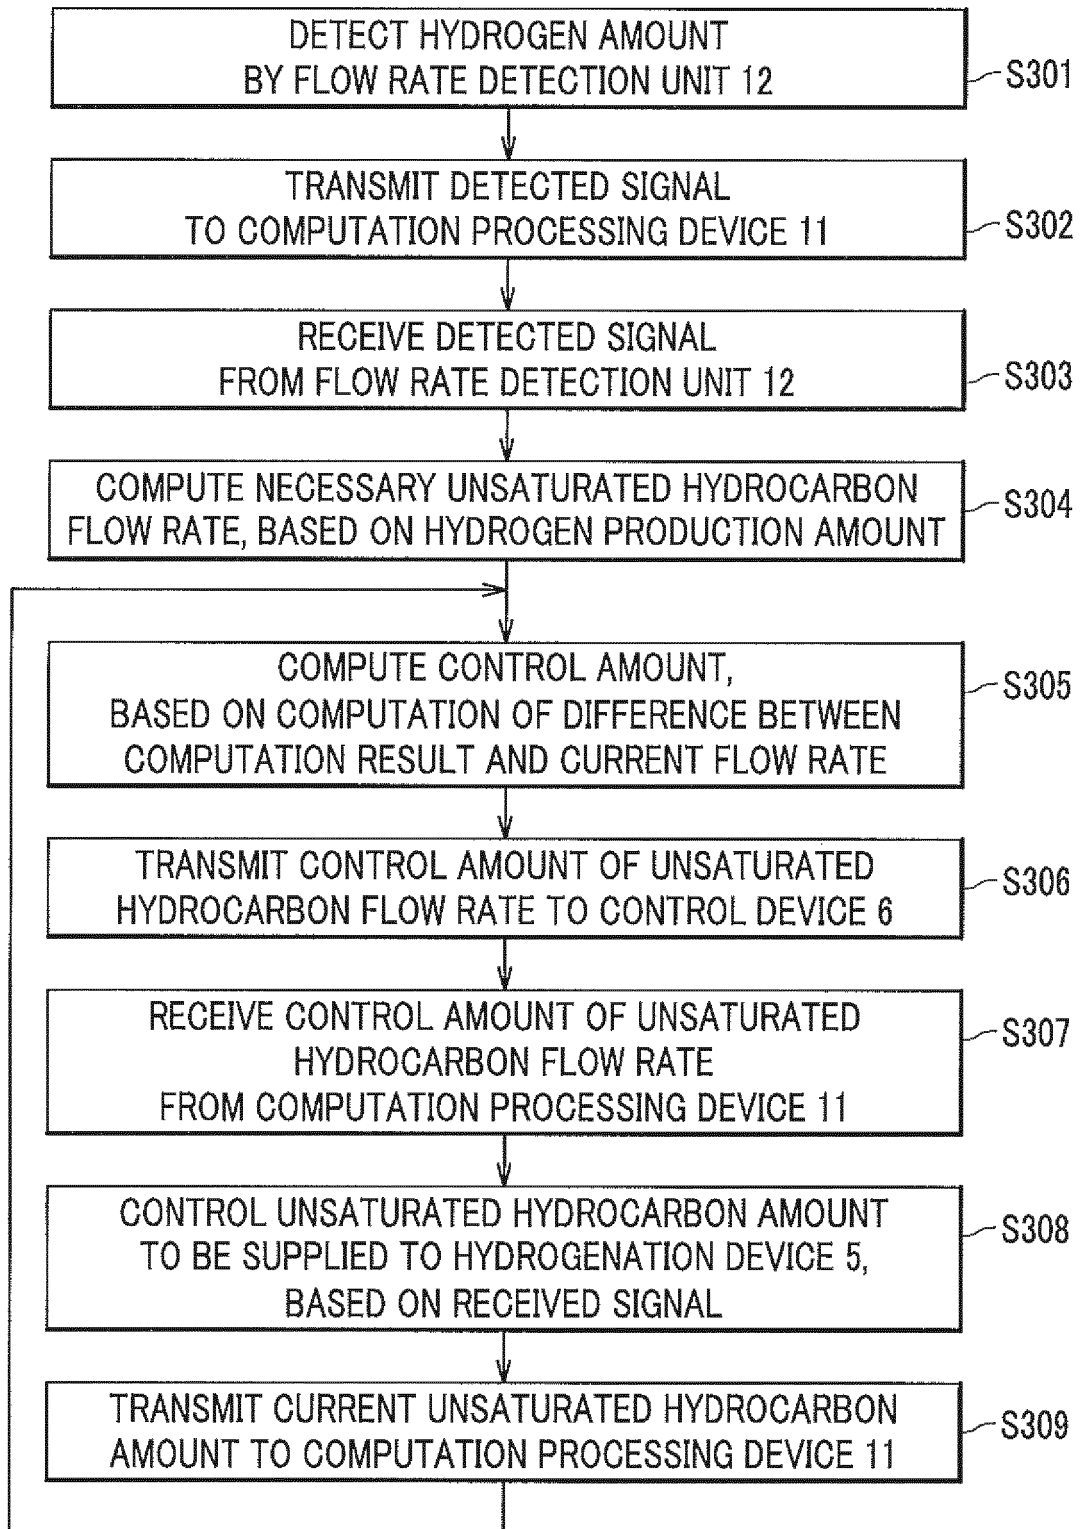 DETECT HYDROGEN AMOUNT
BY FLOW RATE DETECTION UNIT 12
S301
TRANSMIT DETECTED SIGNAL
TO COMPUTATION PROCESSING DEVICE 11
S302
RECEIVE DETECTED SIGNAL
FROM FLOW RATE DETECTION UNIT 12
S303
COMPUTE NECESSARY UNSATURATED HYDROCARBON
FLOW RATE, BASED ON HYDROGEN PRODUCTION AMOUNT
S304
COMPUTE CONTROL AMOUNT,
BASED ON COMPUTATION OF DIFFERENCE BETWEEN
COMPUTATION RESULT AND CURRENT FLOW RATE
S305
TRANSMIT CONTROL AMOUNT OF UNSATURATED
HYDROCARBON FLOW RATE TO CONTROL DEVICE 6
S306
RECEIVE CONTROL AMOUNT OF UNSATURATED
HYDROCARBON FLOW RATE
FROM COMPUTATION PROCESSING DEVICE 11
S307
CONTROL UNSATURATED HYDROCARBON AMOUNT
TO BE SUPPLIED TO HYDROGENATION DEVICE 5,
BASED ON RECEIVED SIGNAL
S308
TRANSMIT CURRENT UNSATURATED HYDROCARBON
AMOUNT TO COMPUTATION PROCESSING DEVICE 11
S309